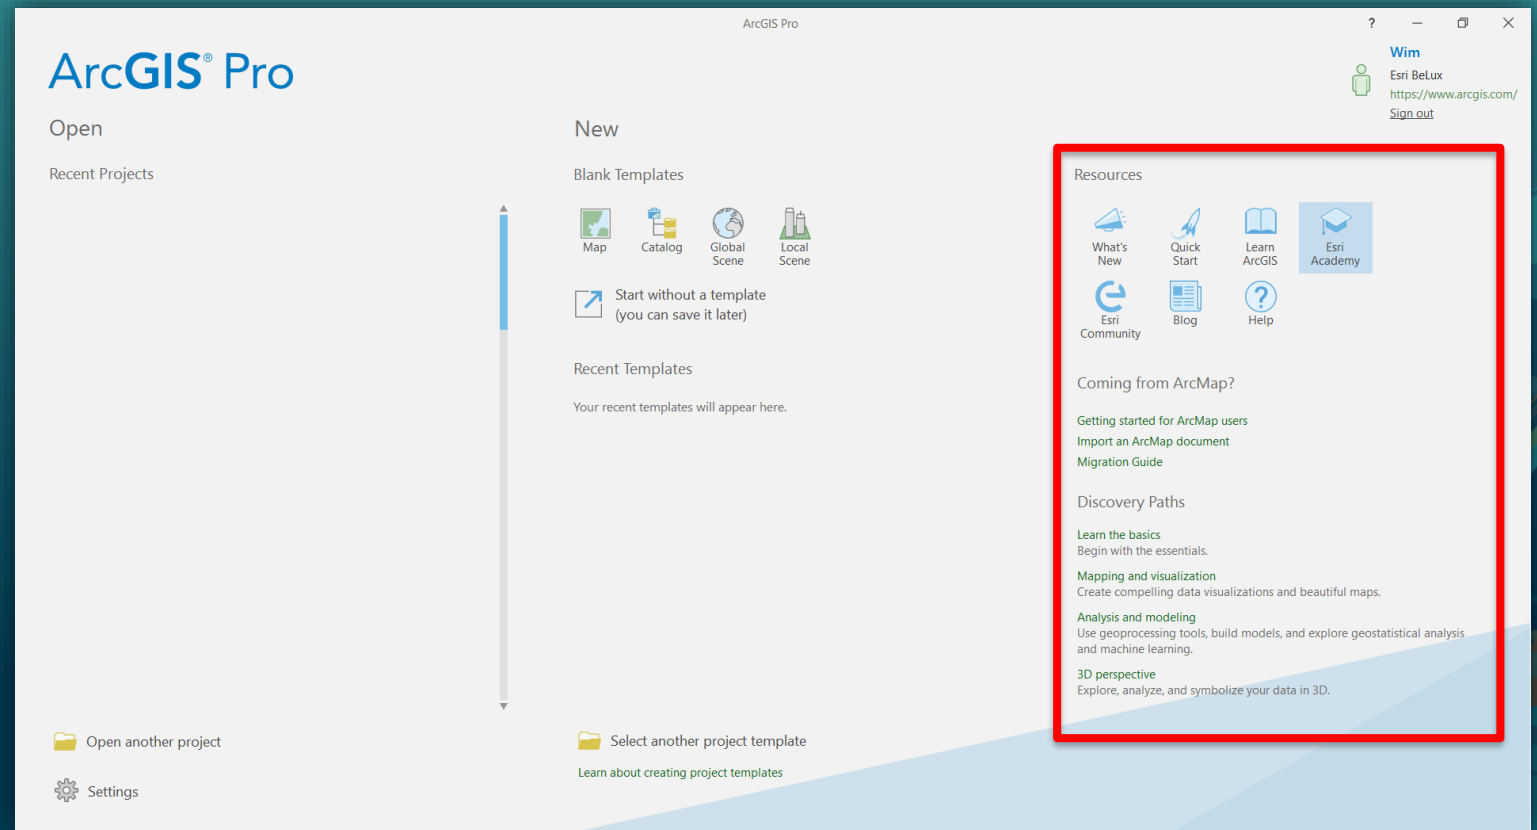 ArcGIS Pro
?
ArcGIS® Pro
Wim
Esri BeLux
https://www.arcgis.com/
Sign out
Open
Recent Projects
Open another project
Settings
New
Blank Templates
Map
Catalog
Global
Scene
Local
Scene
Start without a template
(you can save it later)
Recent Templates
Your recent templates will appear here.
Select another project template
Learn about creating project templates
Resources
What's
New
Quick
Start
Learn
ArcGIS
Esri
Academy
Esri
Community
Blog
?
Help
Coming from ArcMap?
Getting started for ArcMap users
Import an ArcMap document
Migration Guide
Discovery Paths
Learn the basics
Begin with the essentials.
Mapping and visualization
Create compelling data visualizations and beautiful maps.
Analysis and modeling
Use geoprocessing tools, build models, and explore geostatistical analysis
and machine learning.
3D perspective
Explore, analyze, and symbolize your data in 3D.